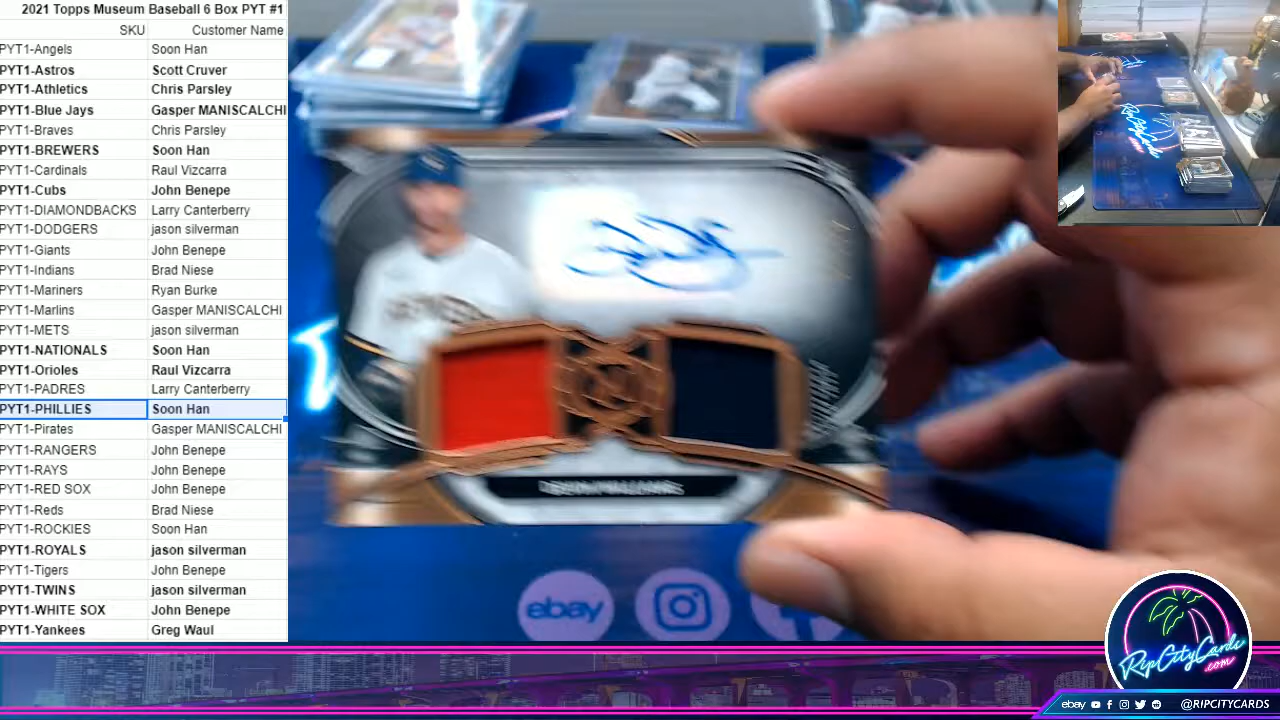 2021 Topps Museum Baseball 6 Box PYT #1
SKU Customer Name
PYT1-Angels Soon Han
PYT1-Astros Scott Cruver
PYT1-Athletics Chris Parsley
PYT1-Blue Jays Gasper MANISCALCHI
PYT1-Braves Chris Parsley
PYT1-BREWERS Soon Han
PYT1-Cardinals Raul Vizcarra
PYT1-Cubs John Benepe
PYT1-DIAMONDBACKS Larry Canterberry
PYT1-DODGERS jason silverman
PYT1-Giants John Benepe
PYT1-Indians Brad Niese
PYT1-Mariners Ryan Burke
PYT1-Marlins Gasper MANISCALCHI
PYT1-METS jason silverman
PYT1-NATIONALS Soon Han
PYT1-Orioles Raul Vizcarra
PYT1-PADRES Larry Canterberry
PYT1-PHILLIES Soon Han
PYT1-Pirates Gasper MANISCALCHI
PYT1-RANGERS John Benepe
PYT1-RAYS John Benepe
PYT1-RED SOX John Benepe
PYT1-Reds Brad Niese
PYT1-ROCKIES Soon Han
PYT1-ROYALS jason silverman
PYT1-Tigers John Benepe
PYT1-TWINS jason silverman
PYT1-WHITE SOX John Benepe
PYT1-Yankees Greg Waul
ebay
RipCityCards
.com
ebay @RIPCITYCARDS